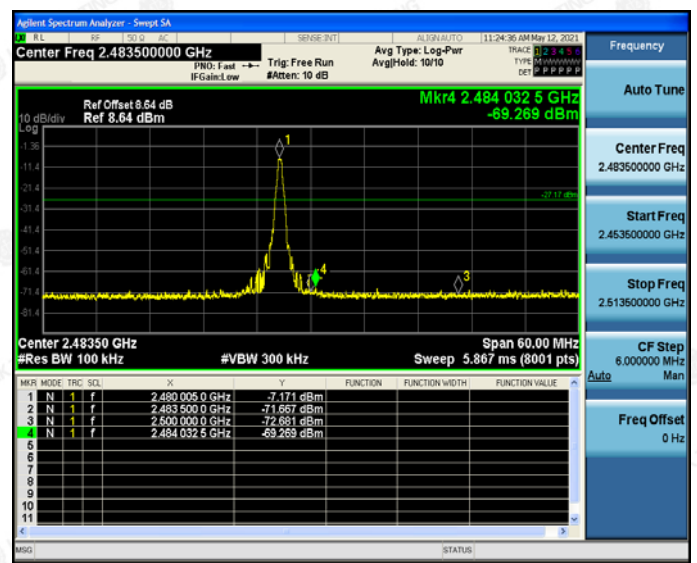 Agilent Spectrum Analyzer - Swept SA
RL RF 50 Ω AC SENSE:INT ALIGNAUTO 11:24:36 AM May 12, 2021
Center Freq 2.483500000 GHz
PNO: Fast
IFGain:Low
Trig: Free Run
#Atten: 10 dB
Avg Type: Log-Pwr
Avg|Hold: 10/10
TRACE 1 2 3 4 5 6
TYPE M WWWWW
DET P P P P P P
Ref Offset 8.64 dB
Ref 8.64 dBm
10 dB/div
Log
Mkr4 2.484 032 5 GHz
-69.269 dBm
-1.36
-11.4
-21.4
-31.4
-41.4
-51.4
-61.4
-71.4
-81.4
1
4
3
-27.17 dBm
Center 2.48350 GHz Span 60.00 MHz
#Res BW 100 kHz #VBW 300 kHz Sweep 5.867 ms (8001 pts)
MKR MODE TRC SCL X Y FUNCTION FUNCTION WIDTH FUNCTION VALUE
1 N 1 f 2.480 005 0 GHz -7.171 dBm
2 N 1 f 2.483 500 0 GHz -71.667 dBm
3 N 1 f 2.500 000 0 GHz -72.681 dBm
4 N 1 f 2.484 032 5 GHz -69.269 dBm
5
6
7
8
9
10
11
MSG STATUS
Frequency
Auto Tune
Center Freq
2.483500000 GHz
Start Freq
2.453500000 GHz
Stop Freq
2.513500000 GHz
CF Step
6.000000 MHz
Auto Man
Freq Offset
0 Hz